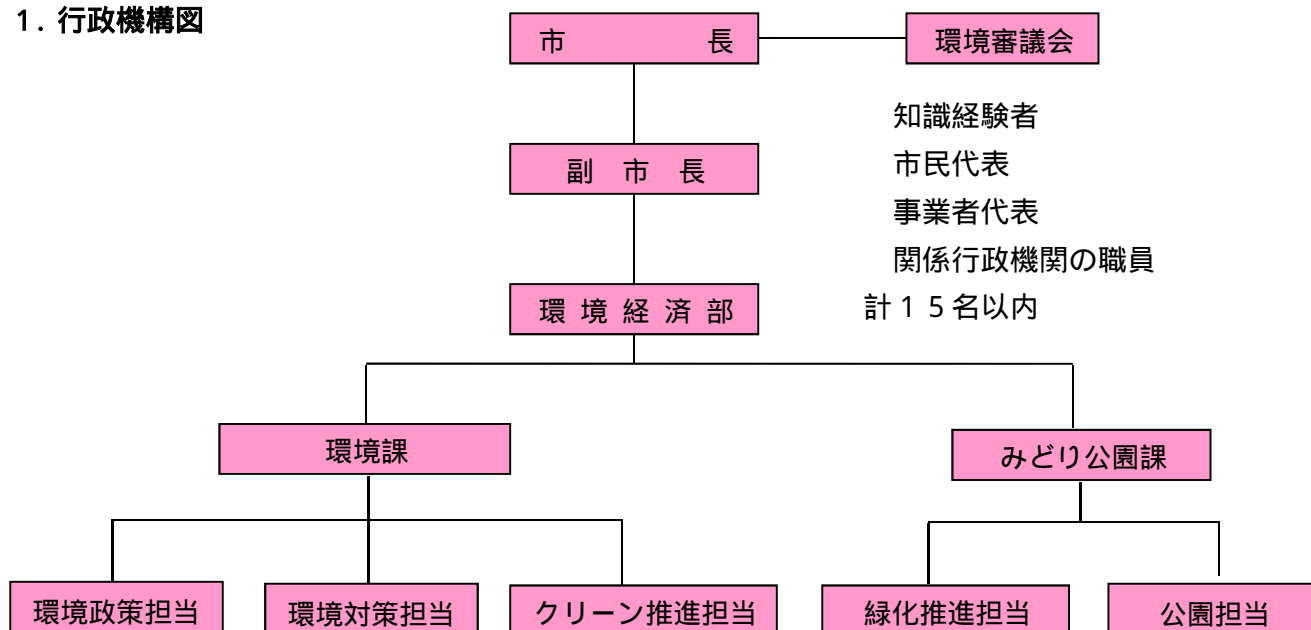 1. 行政機構図
市　　　　　長
環境審議会
知識経験者
市民代表
副　市　長
事業者代表
関係行政機関の職員
環 境 経 済 部
計１５名以内
環境課
みどり公園課
環境政策担当
環境対策担当
クリーン推進担当
緑化推進担当
公園担当